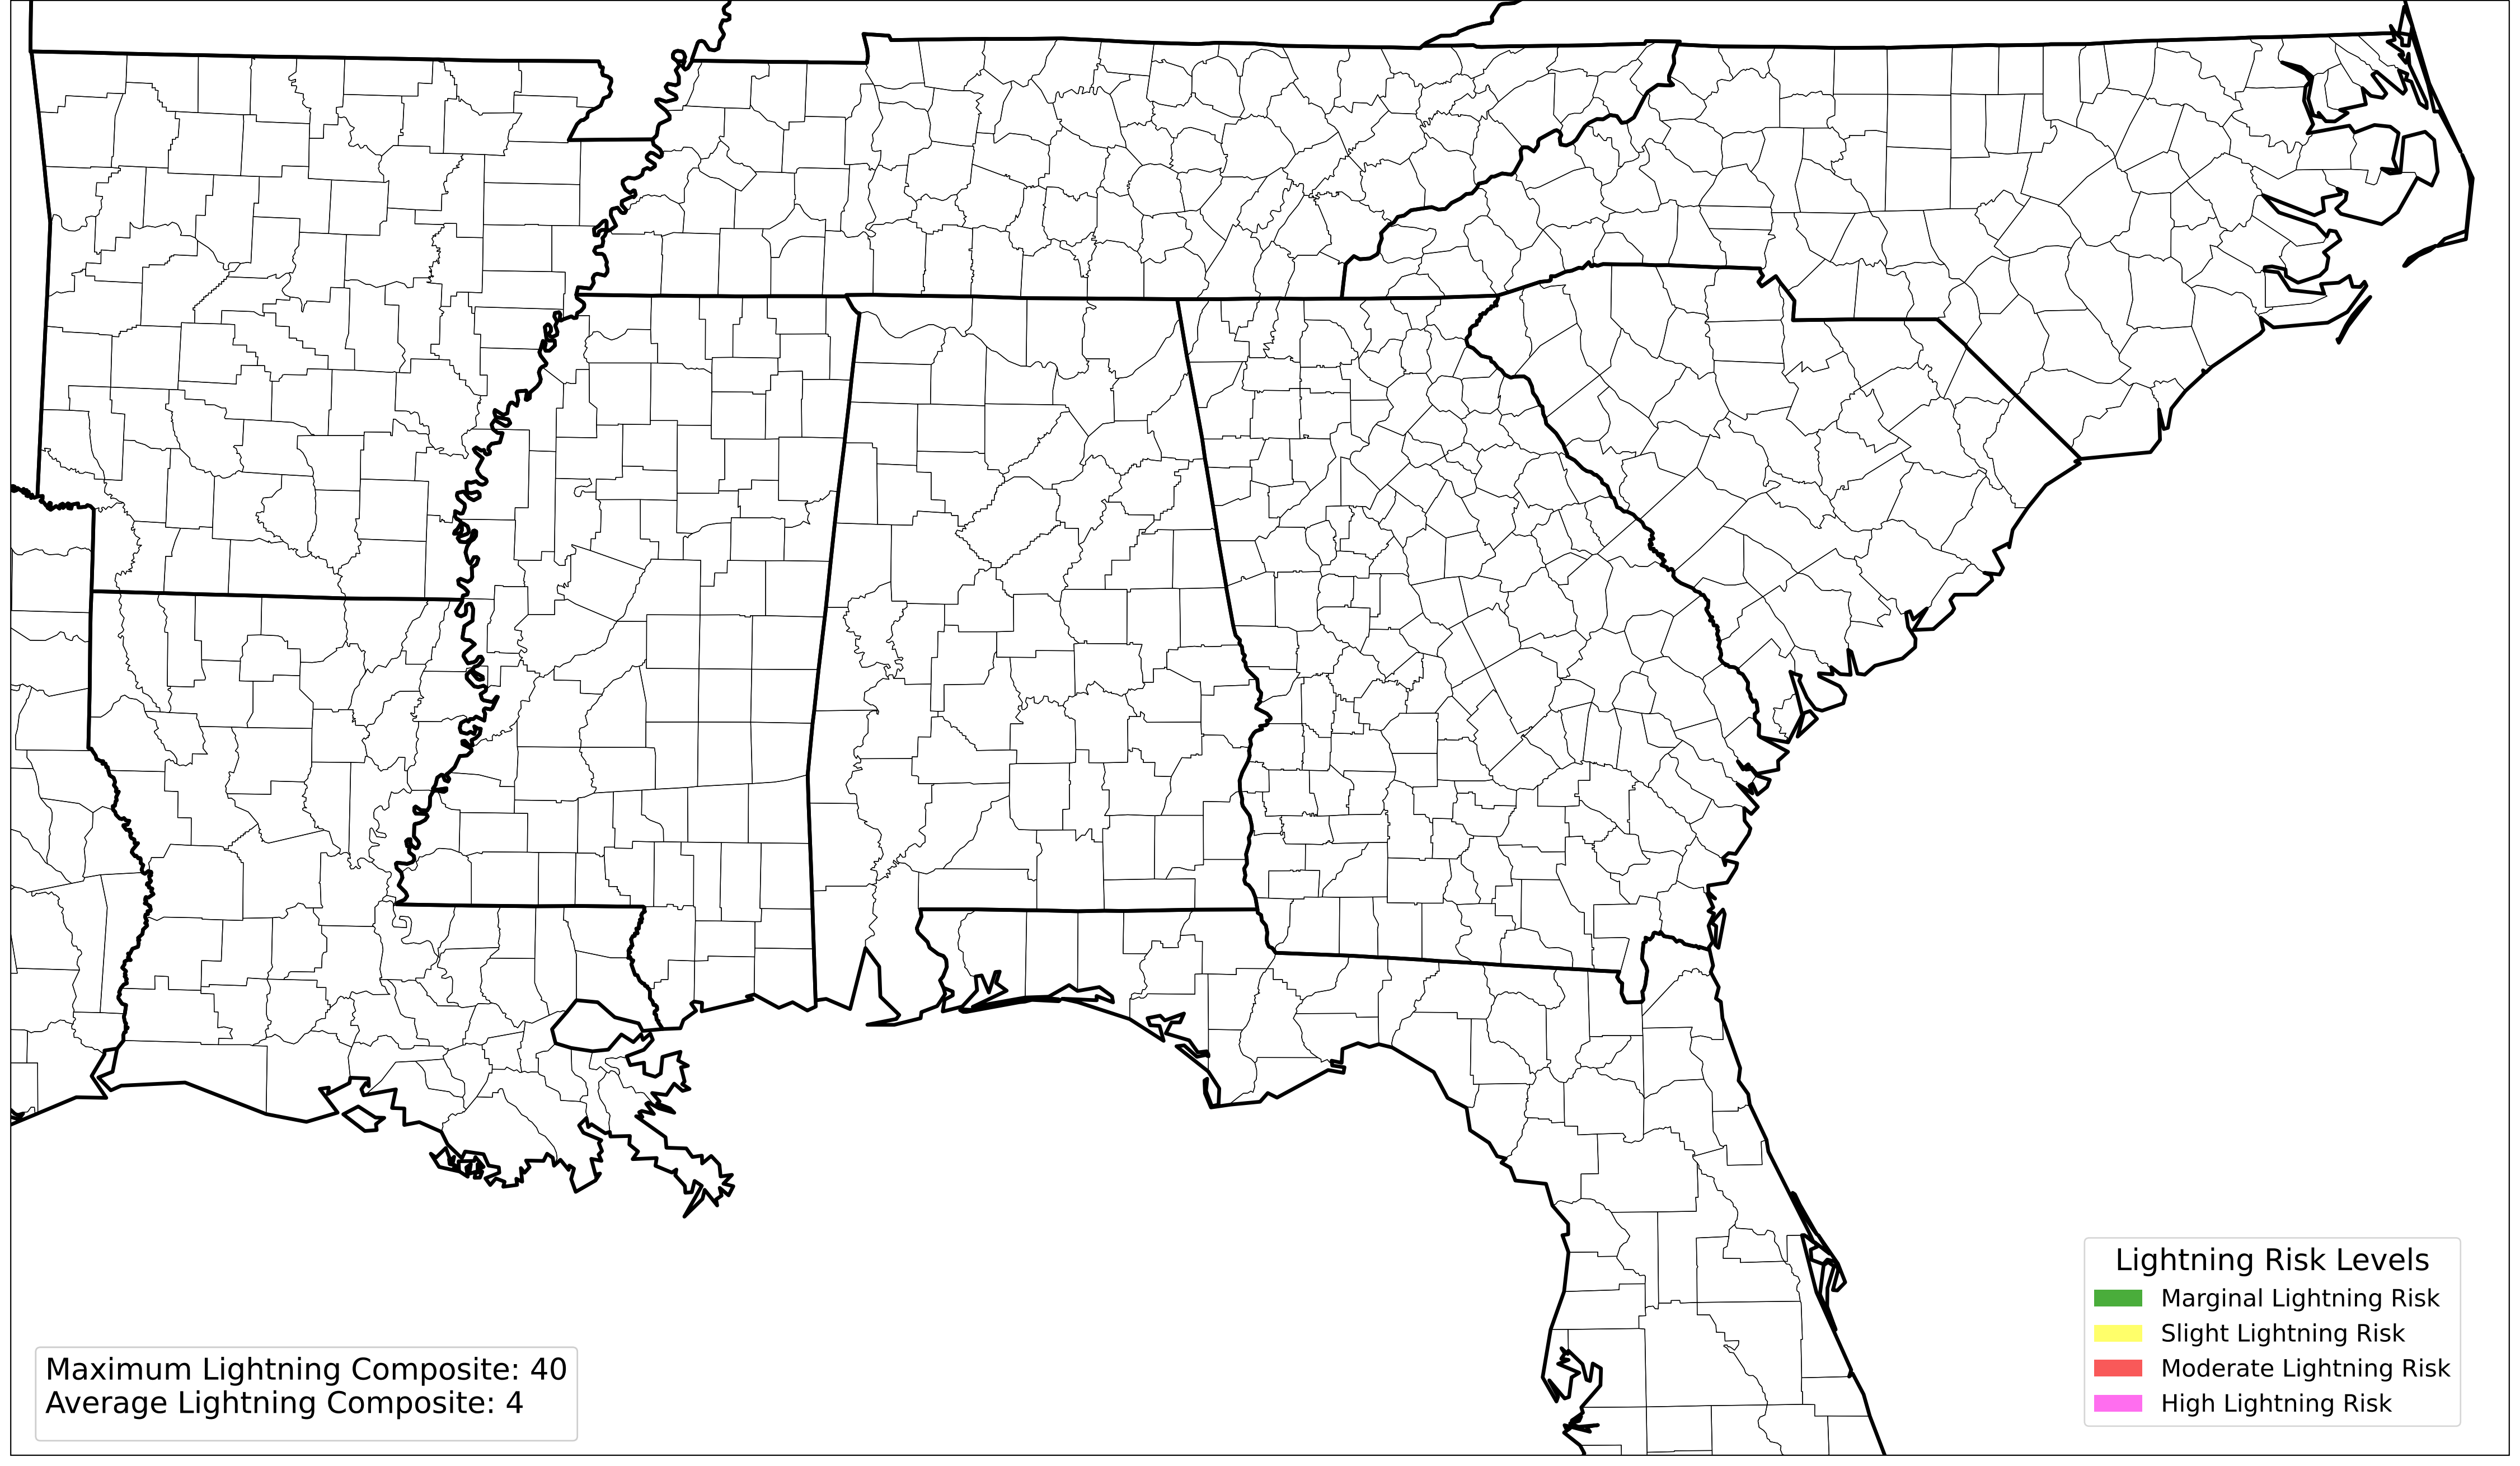 Maximum Lightning Composite: 40
Average Lightning Composite: 4
Lightning Risk Levels
Marginal Lightning Risk
Slight Lightning Risk
Moderate Lightning Risk
High Lightning Risk